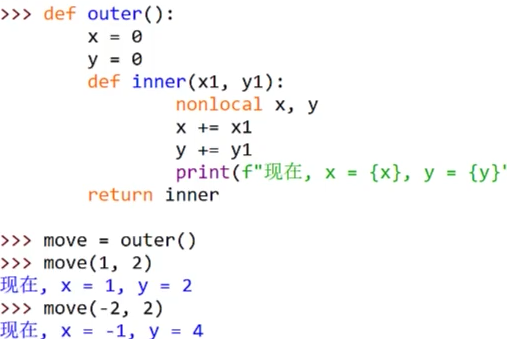 >>> def outer():
        x = 0
        y = 0
        def inner(x1, y1):
                nonlocal x, y
                x += x1
                y += y1
                print(f"现在, x = {x}, y = {y}"
        return inner
>>> move = outer()
>>> move(1, 2)
现在, x = 1, y = 2
>>> move(-2, 2)
现在, x = -1, y = 4